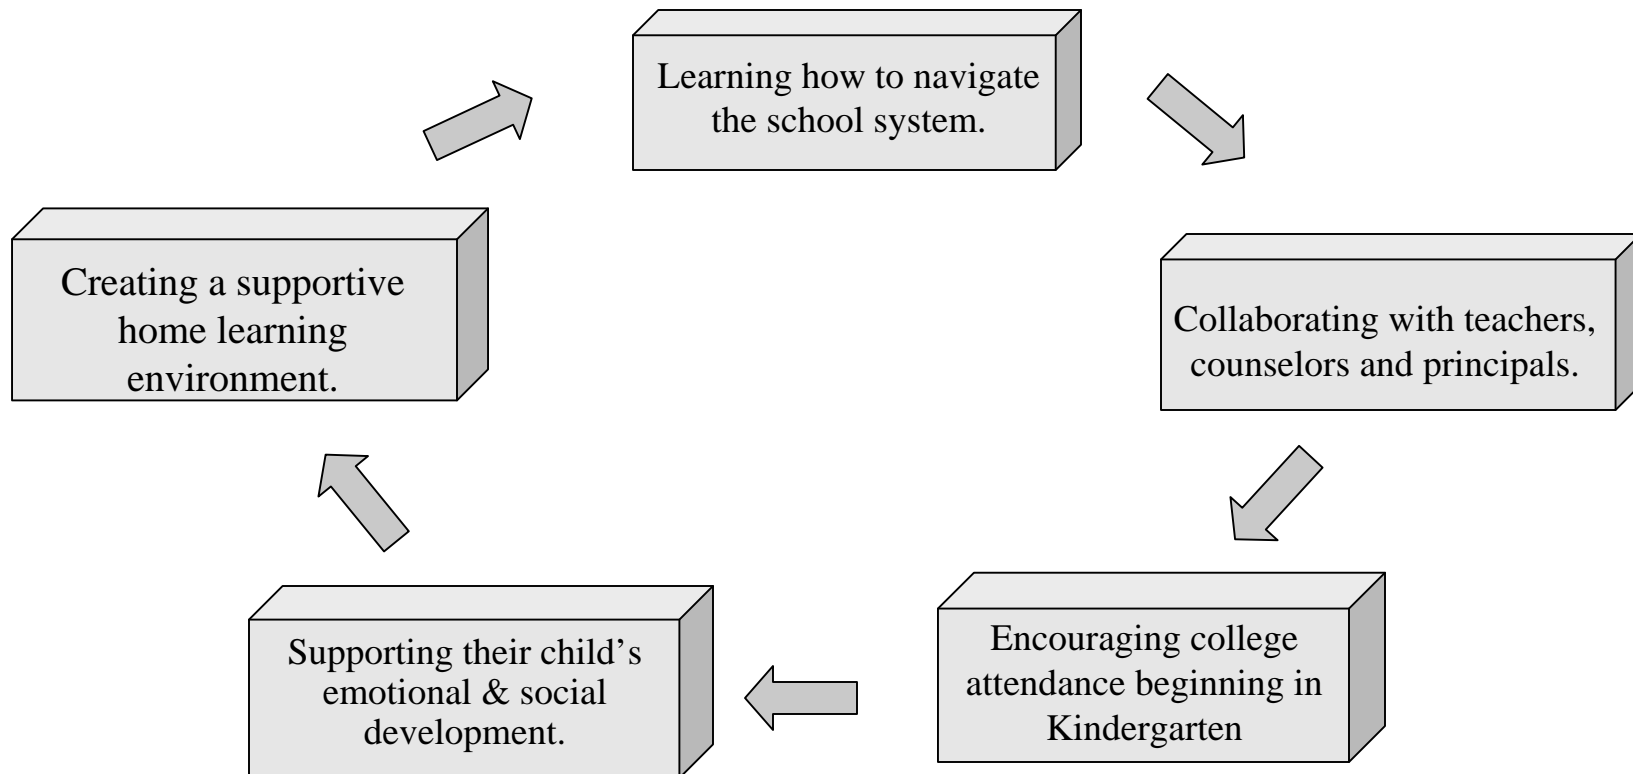 Learning how to navigate
the school system.
Collaborating with teachers,
counselors and principals.
Encouraging college
attendance beginning in
Kindergarten
Supporting their child’s
emotional & social
development.
Creating a supportive
home learning
environment.